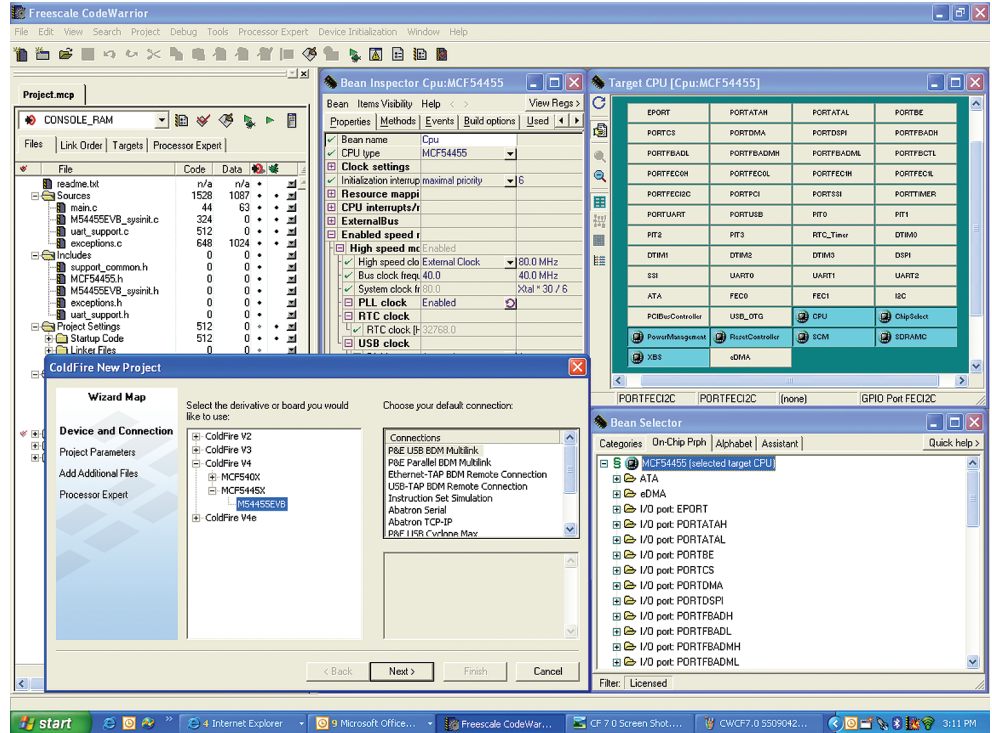 Freescale CodeWarrior
File Edit View Search Project Debug Tools Processor Expert Device Initialization Window Help
Project.mcp
CONSOLE_RAM
Files Link Order Targets Processor Expert
File Code Data
readme.txt n/a n/a
Sources 1528 1087
main.c 44 63
M54455EVB_sysinit.c 324 0
uart_support.c 512 0
exceptions.c 648 1024
Includes 0 0
support_common.h 0 0
MCF54455.h 0 0
M54455EVB_sysinit.h 0 0
exceptions.h 0 0
uart_support.h 0 0
Project Settings 512 0
Startup Code 512 0
Linker Files 0 0
Bean Inspector Cpu:MCF54455
Bean Items Visibility Help < > View Regs >
Properties Methods Events Build options Used
Bean name Cpu
CPU type MCF54455
Clock settings
Initialization interrup maximal priority 6
Resource mappi
CPU interrupts/r
ExternalBus
Enabled speed r
High speed mc Enabled
High speed clo External Clock 80.0 MHz
Bus clock frequ 40.0 40.0 MHz
System clock fr 80.0 Xtal * 30 / 6
PLL clock Enabled
RTC clock
RTC clock [H 32768.0
USB clock
Target CPU [Cpu:MCF54455]
EPORT PORTATAH PORTATAL PORTBE
PORTCS PORTDMA PORTDSPI PORTFBADH
PORTFBADL PORTFBADMH PORTFBADML PORTFBCTL
PORTFEC0H PORTFEC0L PORTFEC1H PORTFEC1L
PORTFECI2C PORTPCI PORTSSI PORTTIMER
PORTUART PORTUSB PIT0 PIT1
PIT2 PIT3 RTC_Timer DTIM0
DTIM1 DTIM2 DTIM3 DSPI
SSI UART0 UART1 UART2
ATA FEC0 FEC1 I2C
PCIBusController USB_OTG CPU ChipSelect
PowerManagement ResetController SCM SDRAMC
XBS eDMA
PORTFECI2C PORTFECI2C (none) GPIO Port FECI2C
ColdFire New Project
Wizard Map
Device and Connection
Project Parameters
Add Additional Files
Processor Expert
Select the derivative or board you would
like to use:
ColdFire V2
ColdFire V3
ColdFire V4
MCF540X
MCF5445X
M54455EVB
ColdFire V4e
Choose your default connection:
Connections
P&E USB BDM Multilink
P&E Parallel BDM Multilink
Ethernet-TAP BDM Remote Connection
USB-TAP BDM Remote Connection
Instruction Set Simulation
Abatron Serial
Abatron TCP-IP
P&E USB Cyclone Max
< Back Next > Finish Cancel
Bean Selector
Categories On-Chip Prph Alphabet Assistant Quick help >
MCF54455 (selected target CPU)
ATA
eDMA
I/O port: EPORT
I/O port: PORTATAH
I/O port: PORTATAL
I/O port: PORTBE
I/O port: PORTCS
I/O port: PORTDMA
I/O port: PORTDSPI
I/O port: PORTFBADH
I/O port: PORTFBADL
I/O port: PORTFBADMH
I/O port: PORTFBADML
Filter: Licensed
start 4 Internet Explorer 9 Microsoft Office... Freescale CodeWar... CF 7 0 Screen Shot.... CWCF7.0 SS09042... 3:11 PM